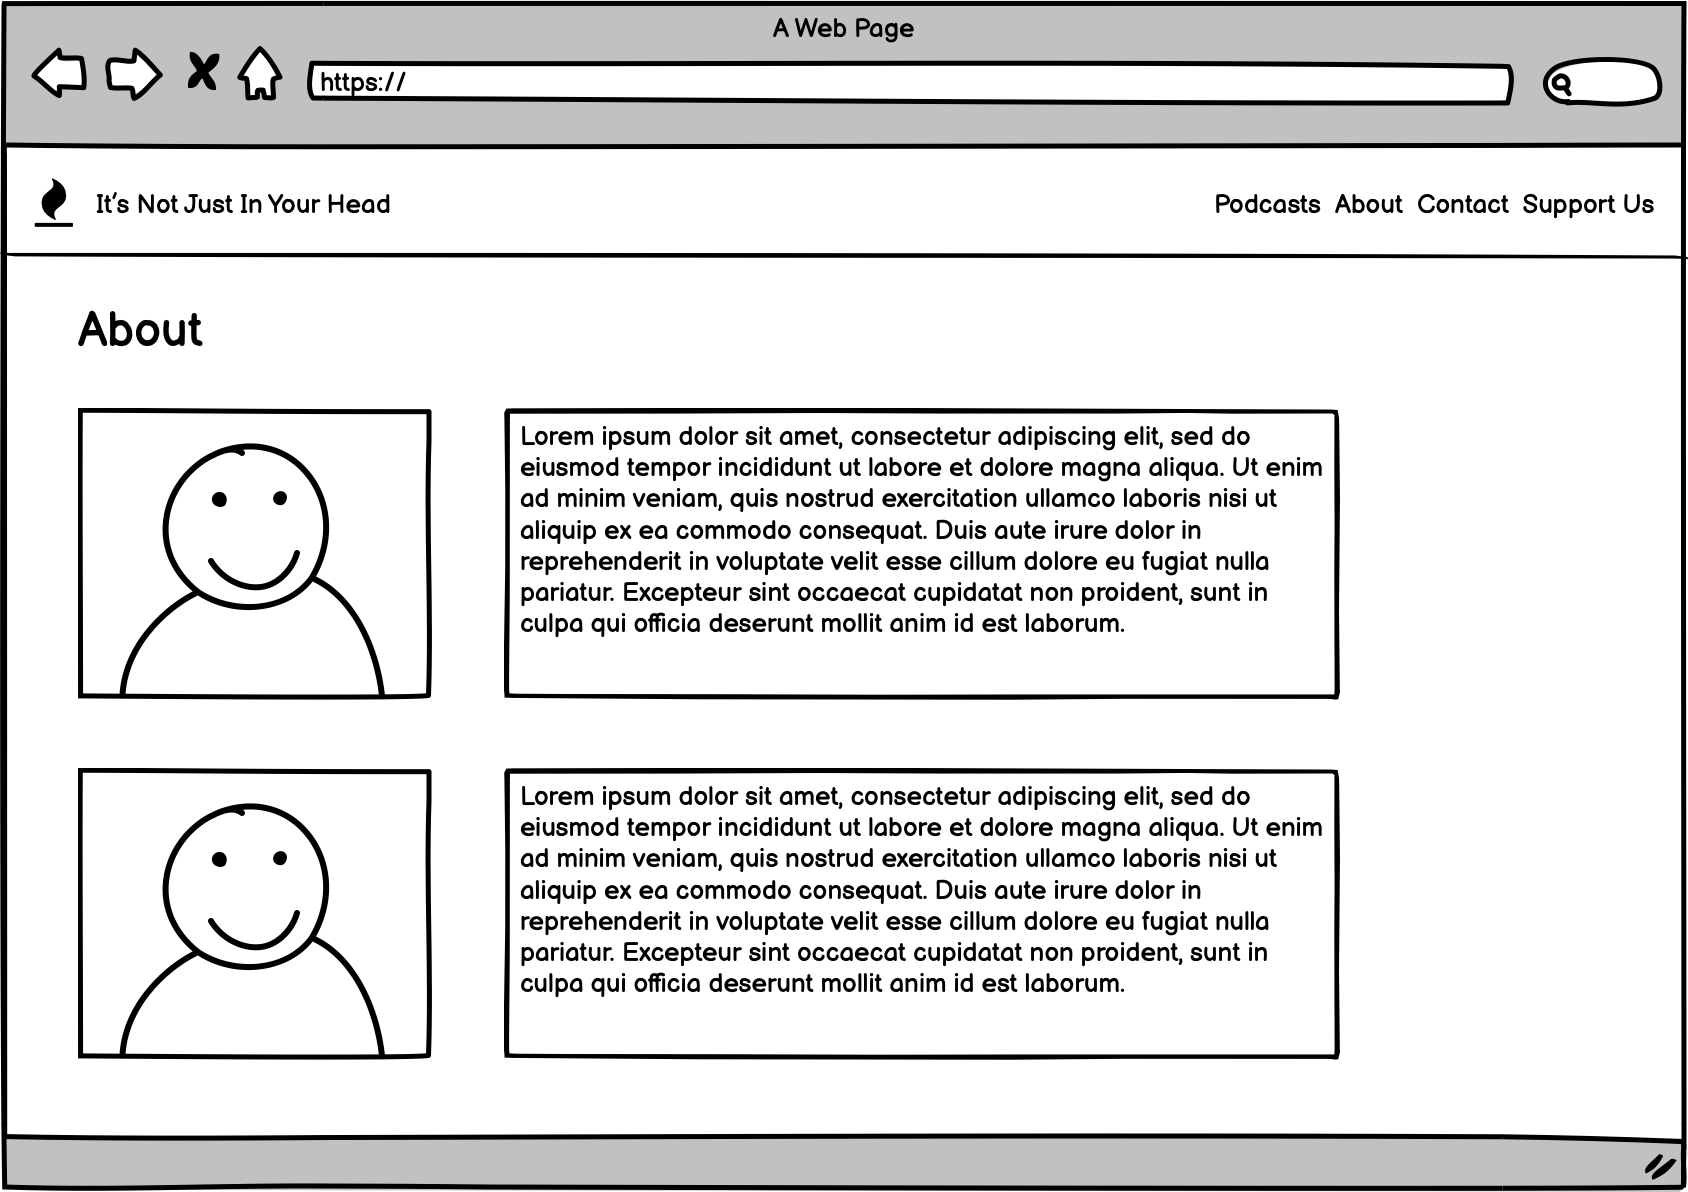 A Web Page
https://
It's Not Just In Your Head
Podcasts About Contact Support Us
About
Lorem ipsum dolor sit amet, consectetur adipiscing elit, sed do
eiusmod tempor incididunt ut labore et dolore magna aliqua. Ut enim
ad minim veniam, quis nostrud exercitation ullamco laboris nisi ut
aliquip ex ea commodo consequat. Duis aute irure dolor in
reprehenderit in voluptate velit esse cillum dolore eu fugiat nulla
pariatur. Excepteur sint occaecat cupidatat non proident, sunt in
culpa qui officia deserunt mollit anim id est laborum.
Lorem ipsum dolor sit amet, consectetur adipiscing elit, sed do
eiusmod tempor incididunt ut labore et dolore magna aliqua. Ut enim
ad minim veniam, quis nostrud exercitation ullamco laboris nisi ut
aliquip ex ea commodo consequat. Duis aute irure dolor in
reprehenderit in voluptate velit esse cillum dolore eu fugiat nulla
pariatur. Excepteur sint occaecat cupidatat non proident, sunt in
culpa qui officia deserunt mollit anim id est laborum.